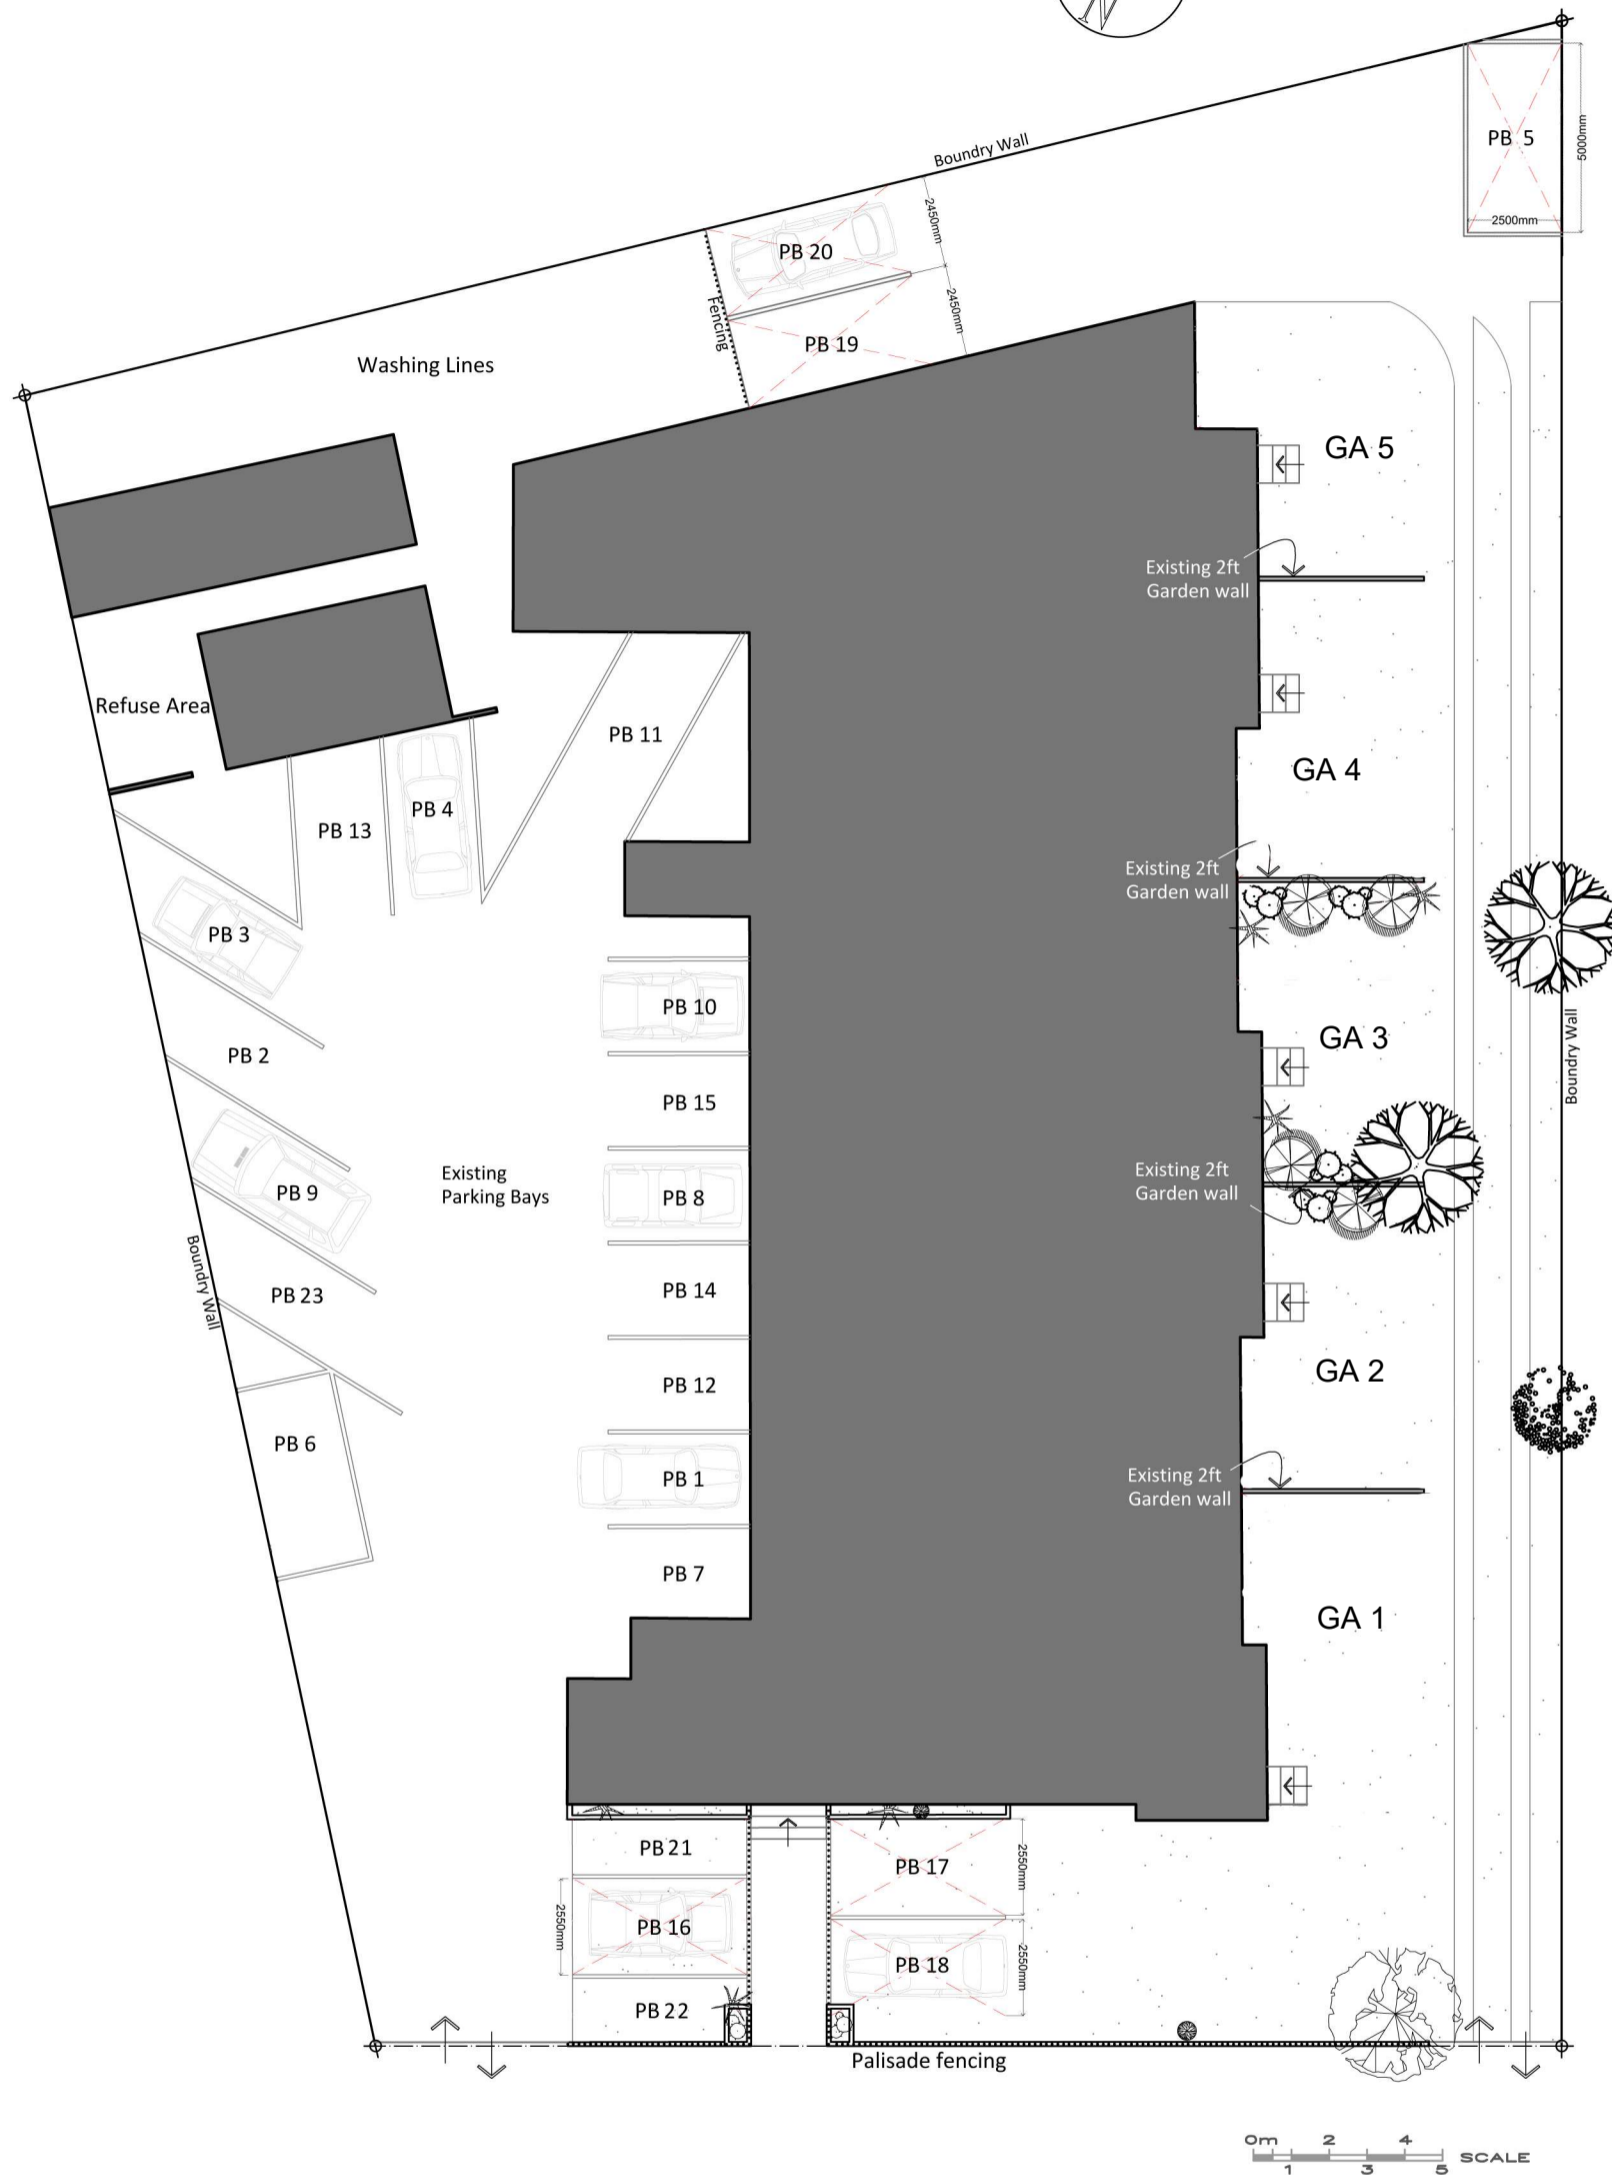 N
Boundry Wall
PB 5
5000mm
2500mm
2450mm
PB 20
Fencing
2450mm
PB 19
Washing Lines
GA 5
Existing 2ft
Garden wall
Refuse Area
PB 11
GA 4
PB 4
PB 13
Existing 2ft
Garden wall
PB 3
PB 10
GA 3
Boundry Wall
PB 2
PB 15
Existing
Parking Bays
PB 9
PB 8
Existing 2ft
Garden wall
Boundry Wall
PB 23
PB 14
GA 2
PB 12
PB 6
PB 1
Existing 2ft
Garden wall
PB 7
GA 1
PB 21
PB 17
2550mm
2550mm
PB 16
PB 18
2550mm
PB 22
Palisade fencing
0m 2 4
SCALE
1 3 5